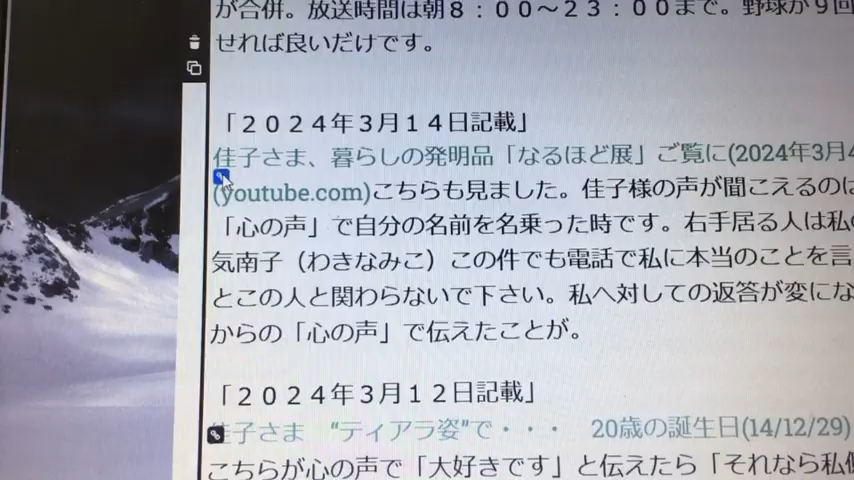 が合併。放送時間は朝８：００～２３：００まで。野球が９回
せれば良いだけです。
「２０２４年３月１４日記載」
佳子さま、暮らしの発明品「なるほど展」ご覧に(2024年3月4
(youtube.com)こちらも見ました。佳子様の声が聞こえるのは
「心の声」で自分の名前を名乗った時です。右手居る人は私の
気南子（わきなみこ）この件でも電話で私に本当のことを言
とこの人と関わらないで下さい。私へ対しての返答が変にな
からの「心の声」で伝えたことが。
「２０２４年３月１２日記載」
佳子さま　“ティアラ姿”で・・・　20歳の誕生日(14/12/29)
こちらが心の声で「大好きです」と伝えたら「それなら私